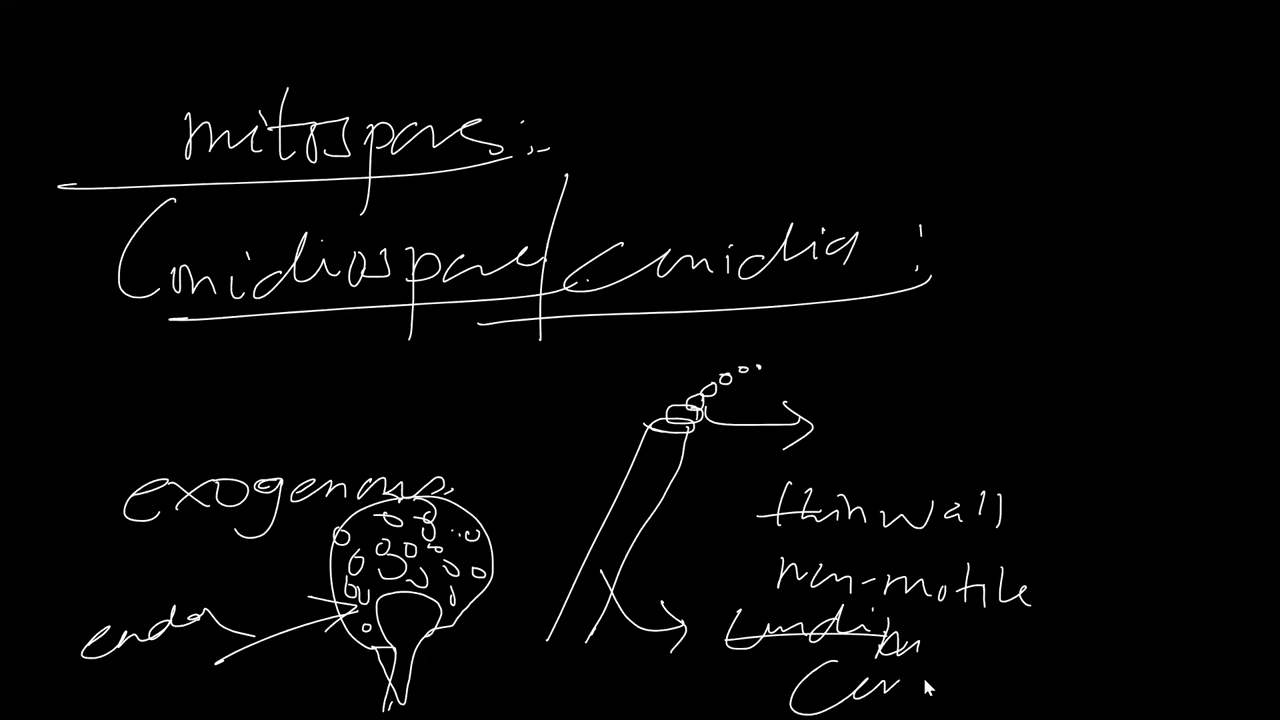 mitospores:-
Conidiospore/conidia :
exogenous
thin wall
non-motile
endo